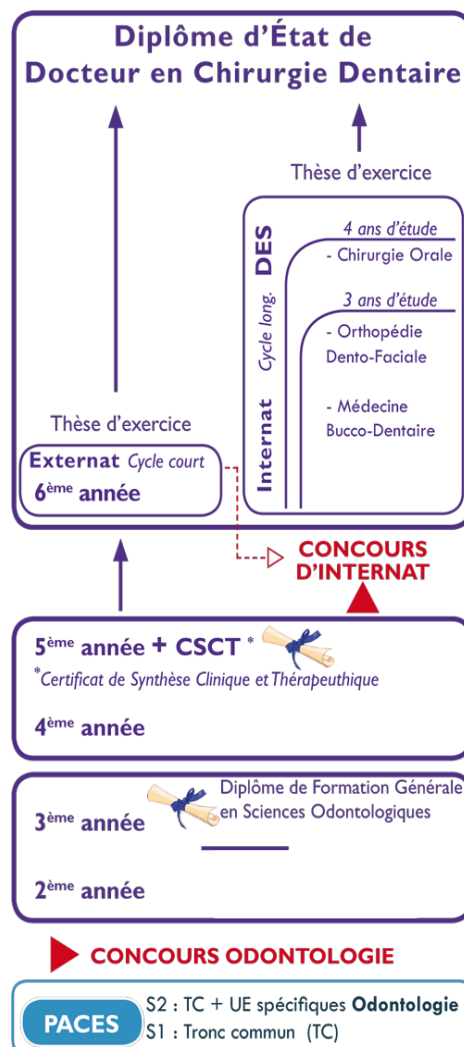 Diplôme d'État de
Docteur en Chirurgie Dentaire
Thèse d'exercice
4 ans d'étude
- Chirurgie Orale
3 ans d'étude
- Orthopédie
Dento-Faciale
- Médecine
Bucco-Dentaire
Internat Cycle long. DES
Thèse d'exercice
Externat Cycle court
6ème année
CONCOURS
D'INTERNAT
5ème année + CSCT *
*Certificat de Synthèse Clinique et Thérapeuthique
4ème année
Diplôme de Formation Générale
en Sciences Odontologiques
3ème année
2ème année
CONCOURS ODONTOLOGIE
PACES
S2 : TC + UE spécifiques Odontologie
S1 : Tronc commun (TC)